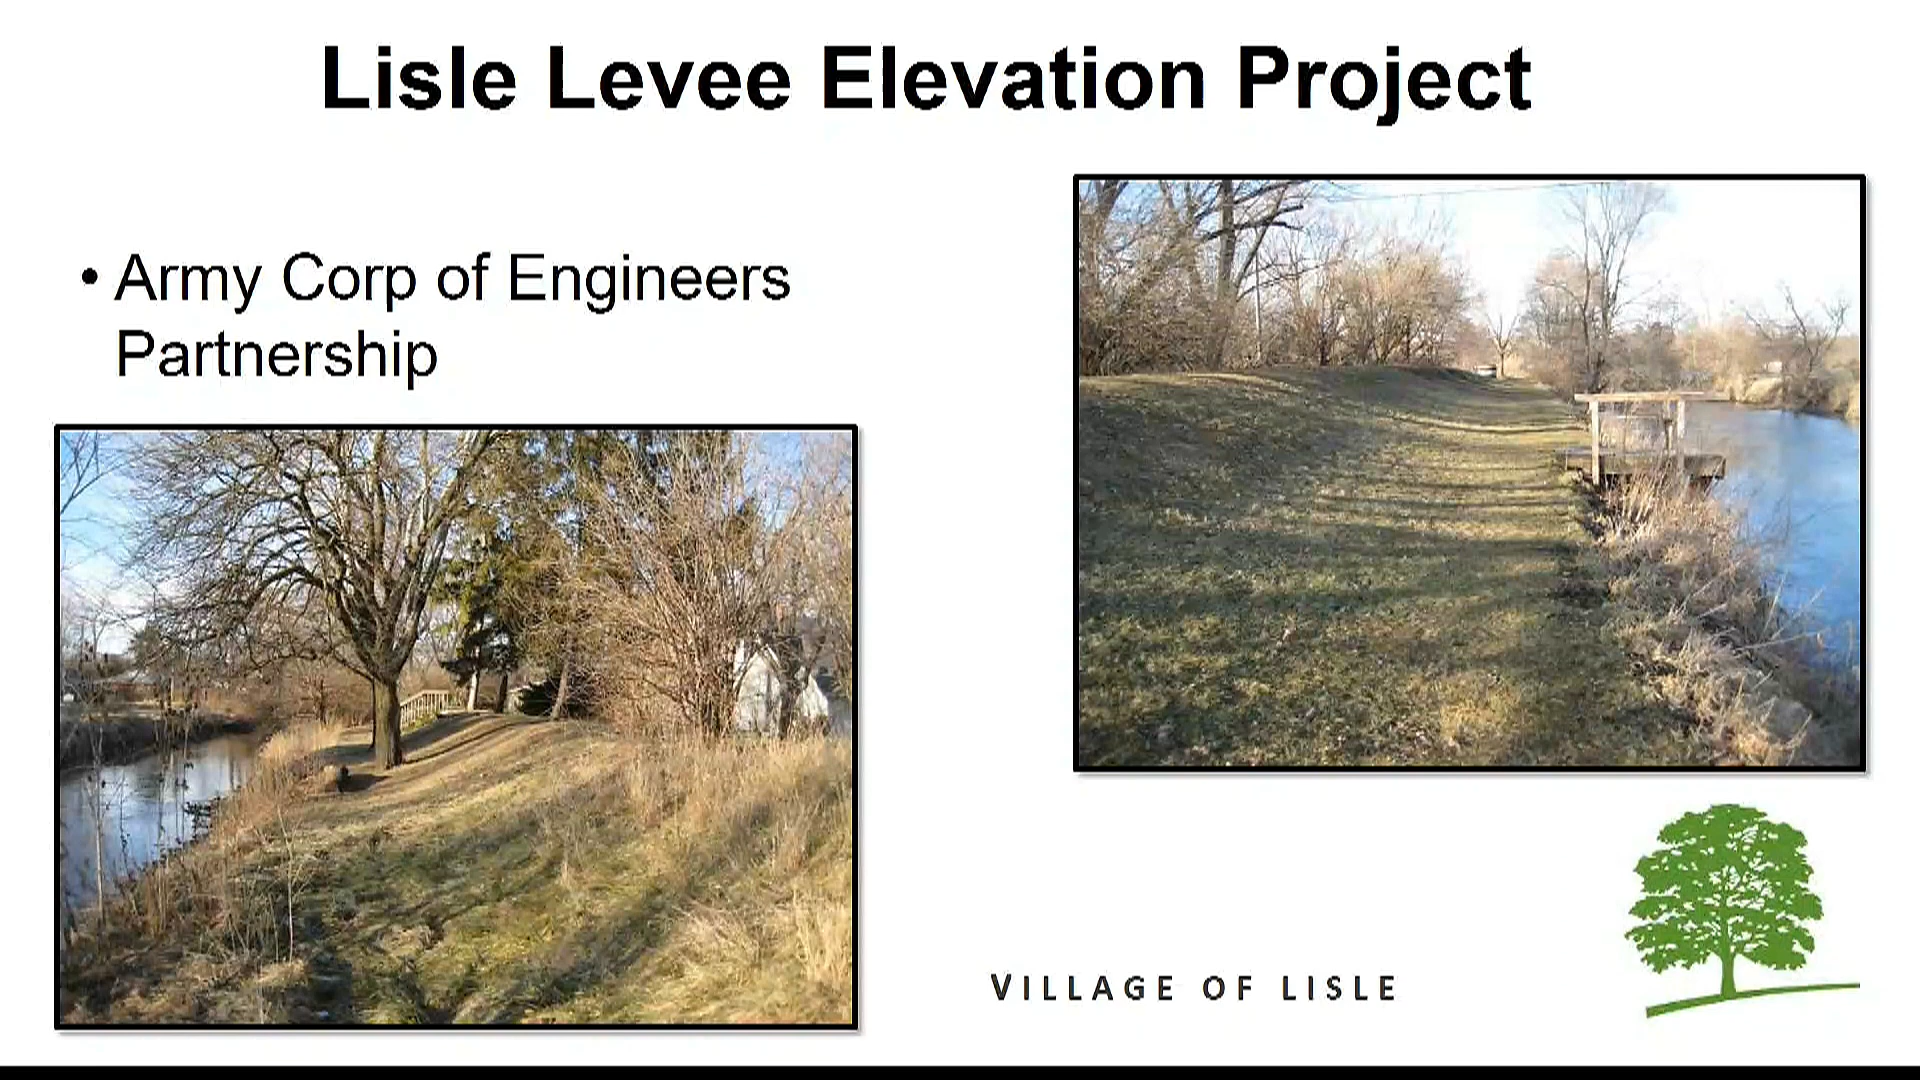 Lisle Levee Elevation Project
• Army Corp of Engineers
Partnership
VILLAGE OF LISLE